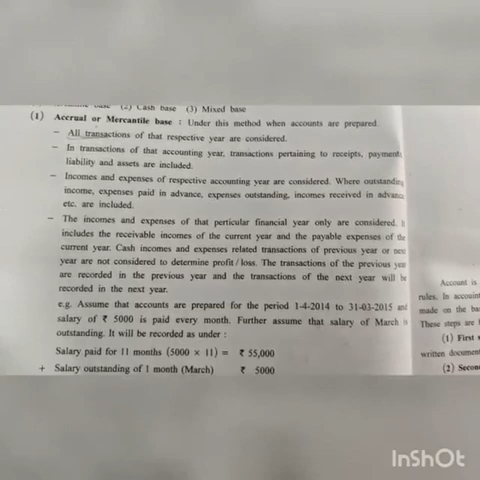 (2) Cash base (3) Mixed base
(1) Accrual or Mercantile base : Under this method when accounts are prepared.
– All transactions of that respective year are considered.
– In transactions of that accounting year, transactions pertaining to receipts, payments
liability and assets are included.
– Incomes and expenses of respective accounting year are considered. Where outstanding
income, expenses paid in advance, expenses outstanding, incomes received in advance
etc. are included.
– The incomes and expenses of that perticular financial year only are considered. It
includes the receivable incomes of the current year and the payable expenses of the
current year. Cash incomes and expenses related transactions of previous year or next
year are not considered to determine profit / loss. The transactions of the previous year
are recorded in the previous year and the transactions of the next year will be
recorded in the next year.
e.g. Assume that accounts are prepared for the period 1-4-2014 to 31-03-2015 and
salary of ₹ 5000 is paid every month. Further assume that salary of March is
outstanding. It will be recorded as under :
Salary paid for 11 months (5000 × 11) = ₹ 55,000
+ Salary outstanding of 1 month (March) ₹ 5000
Account is
rules. In
made on the
These steps are
(1) First
written
(2)
InShOt